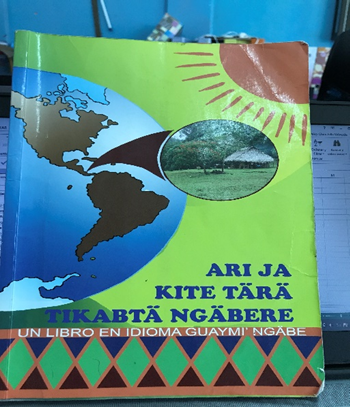 ARI JA
KITE TÄRÄ
TIKABTÄ NGÄBERE
UN LIBRO EN IDIOMA GUAYMI' NGÄBE